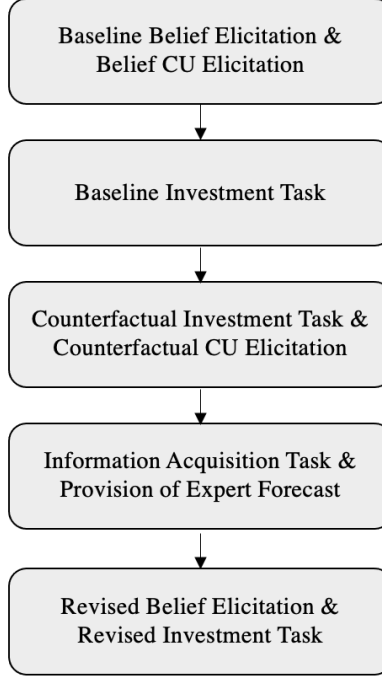 Baseline Belief Elicitation &
Belief CU Elicitation
Baseline Investment Task
Counterfactual Investment Task &
Counterfactual CU Elicitation
Information Acquisition Task &
Provision of Expert Forecast
Revised Belief Elicitation &
Revised Investment Task